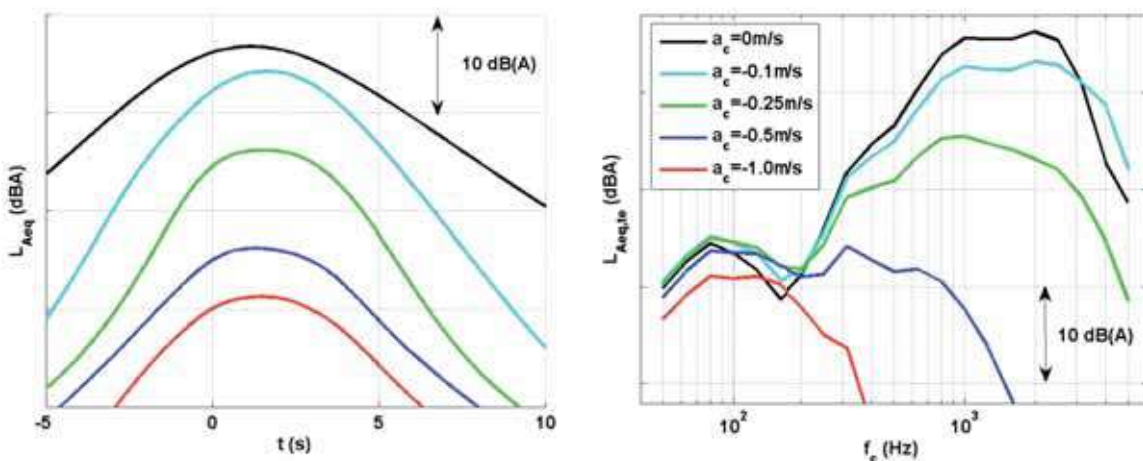 10 dB(A)
L_Aeq (dBA)
-5 0 5 10
t (s)
a_c=0m/s
a_c=-0.1m/s
a_c=-0.25m/s
a_c=-0.5m/s
a_c=-1.0m/s
L_Aeq,te (dBA)
10 dB(A)
10^2 10^3
f_c (Hz)